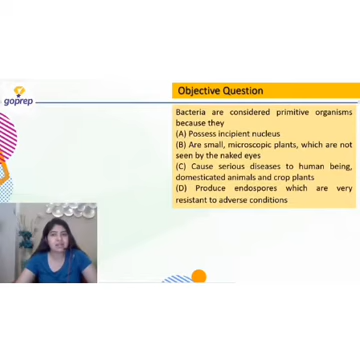 goprep
Objective Question
Bacteria are considered primitive organisms
because they
(A) Possess incipient nucleus
(B) Are small, microscopic plants, which are not
seen by the naked eyes
(C) Cause serious diseases to human being,
domesticated animals and crop plants
(D) Produce endospores which are very
resistant to adverse conditions